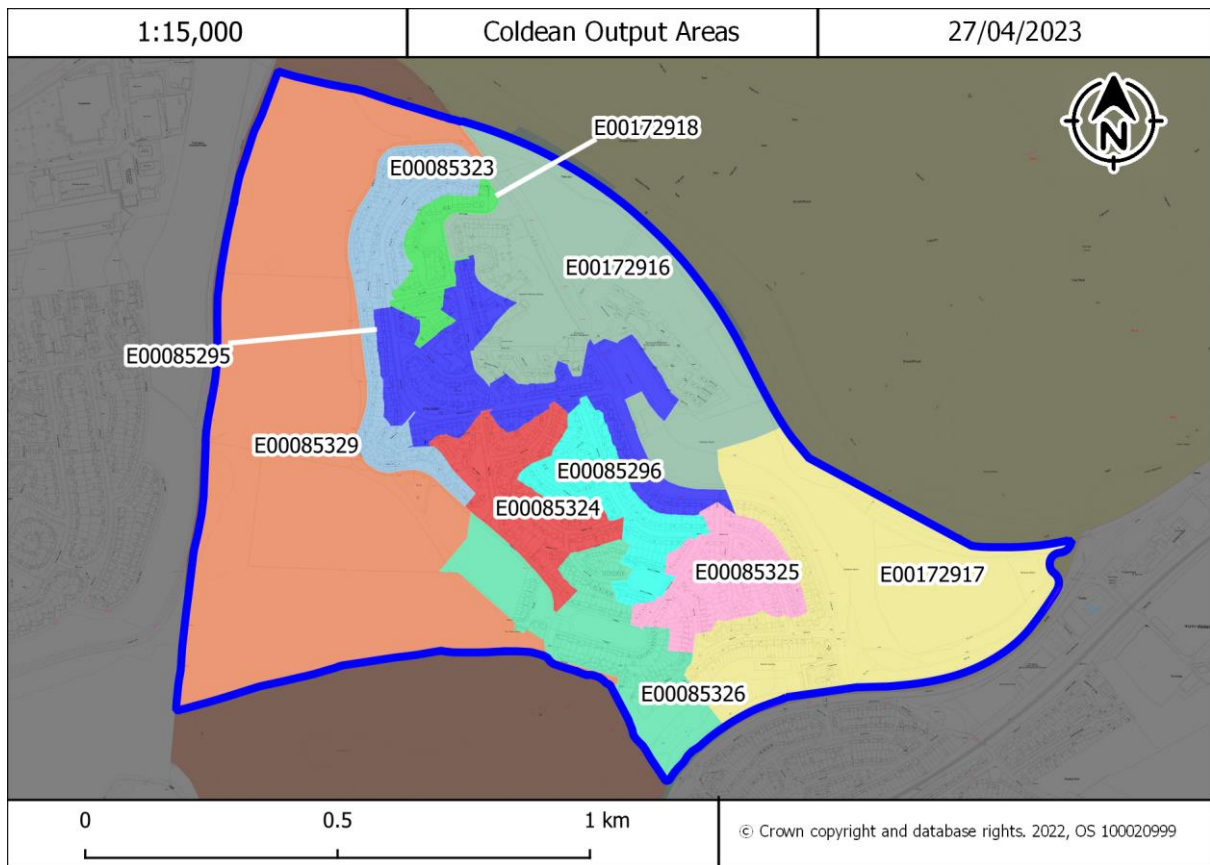 1:15,000
Coldean Output Areas
27/04/2023
N
E00172918
E00085323
E00172916
E00085295
E00085329
E00085296
E00085324
E00085325
E00172917
E00085326
0 0.5 1 km
© Crown copyright and database rights. 2022, OS 100020999